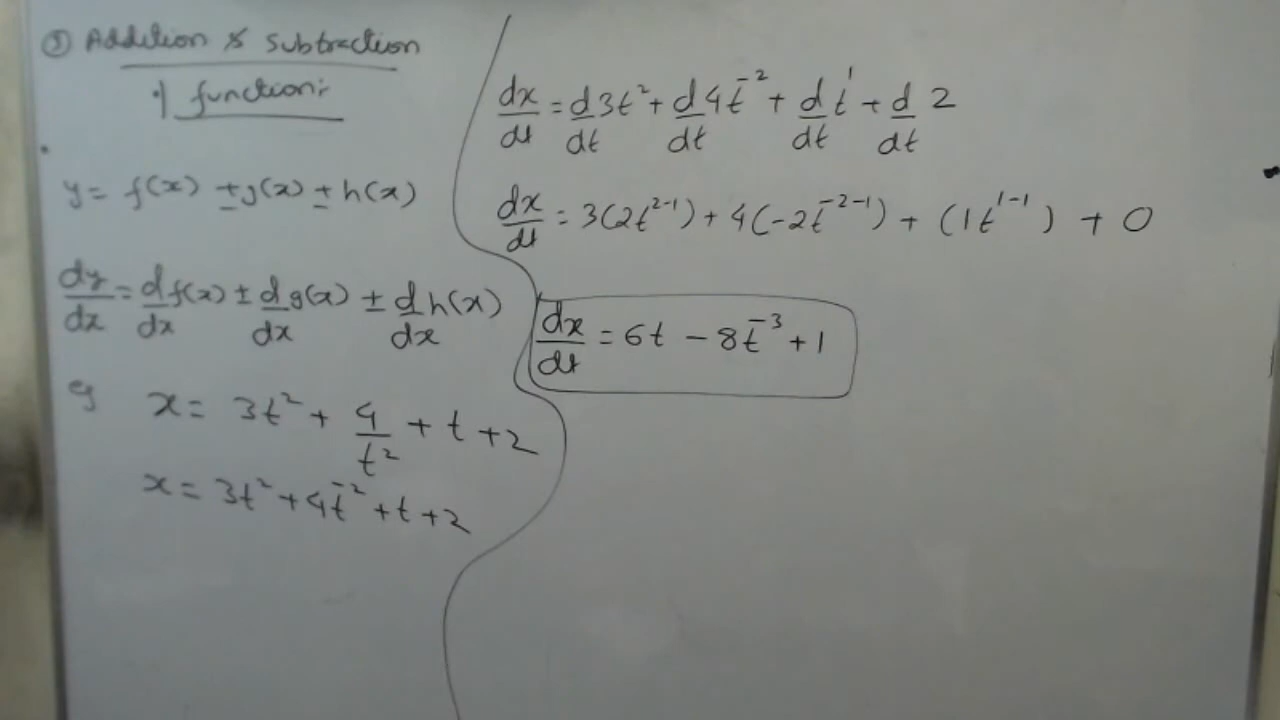 ③ Addition & Subtraction
of function:
y = f(x) ± g(x) ± h(x)
dy/dx = d/dx f(x) ± d/dx g(x) ± d/dx h(x)
eg x = 3t² + 4/t² + t + 2
x = 3t² + 4t⁻² + t + 2
dx/dt = d/dt 3t² + d/dt 4t⁻² + d/dt t¹ + d/dt 2
dx/dt = 3(2t²⁻¹) + 4(-2t⁻²⁻¹) + (1t¹⁻¹) + 0
dx/dt = 6t - 8t⁻³ + 1